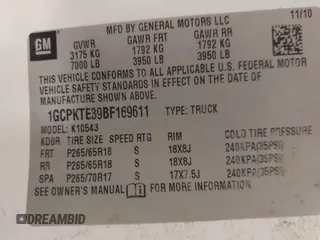 MFD BY GENERAL MOTORS LLC
11/10
GM
GVWR GAWR FRT GAWR RR
3175 KG 1792 KG 1792 KG
7000 LB 3950 LB 3950 LB
THIS VEHICLE CONFORMS TO ALL APPLICABLE U.S. FEDERAL MOTOR
VEHICLE SAFETY STANDARDS IN EFFECT ON THE DATE OF
MANUFACTURE SHOWN ABOVE.
1GCPKTE39BF169611 TYPE: TRUCK
MODEL: K10543
KDBR TIRE SIZE SPEED RTG RIM COLD TIRE PRESSURE
FRT P265/65R18 S 18X8J 240KPA(35PSI)
RR P265/65R18 S 18X8J 240KPA(35PSI)
SPA P265/70R17 S 17X7.5J 240KPA(35PSI)
SEE OWNER'S MANUAL
DREAMBID